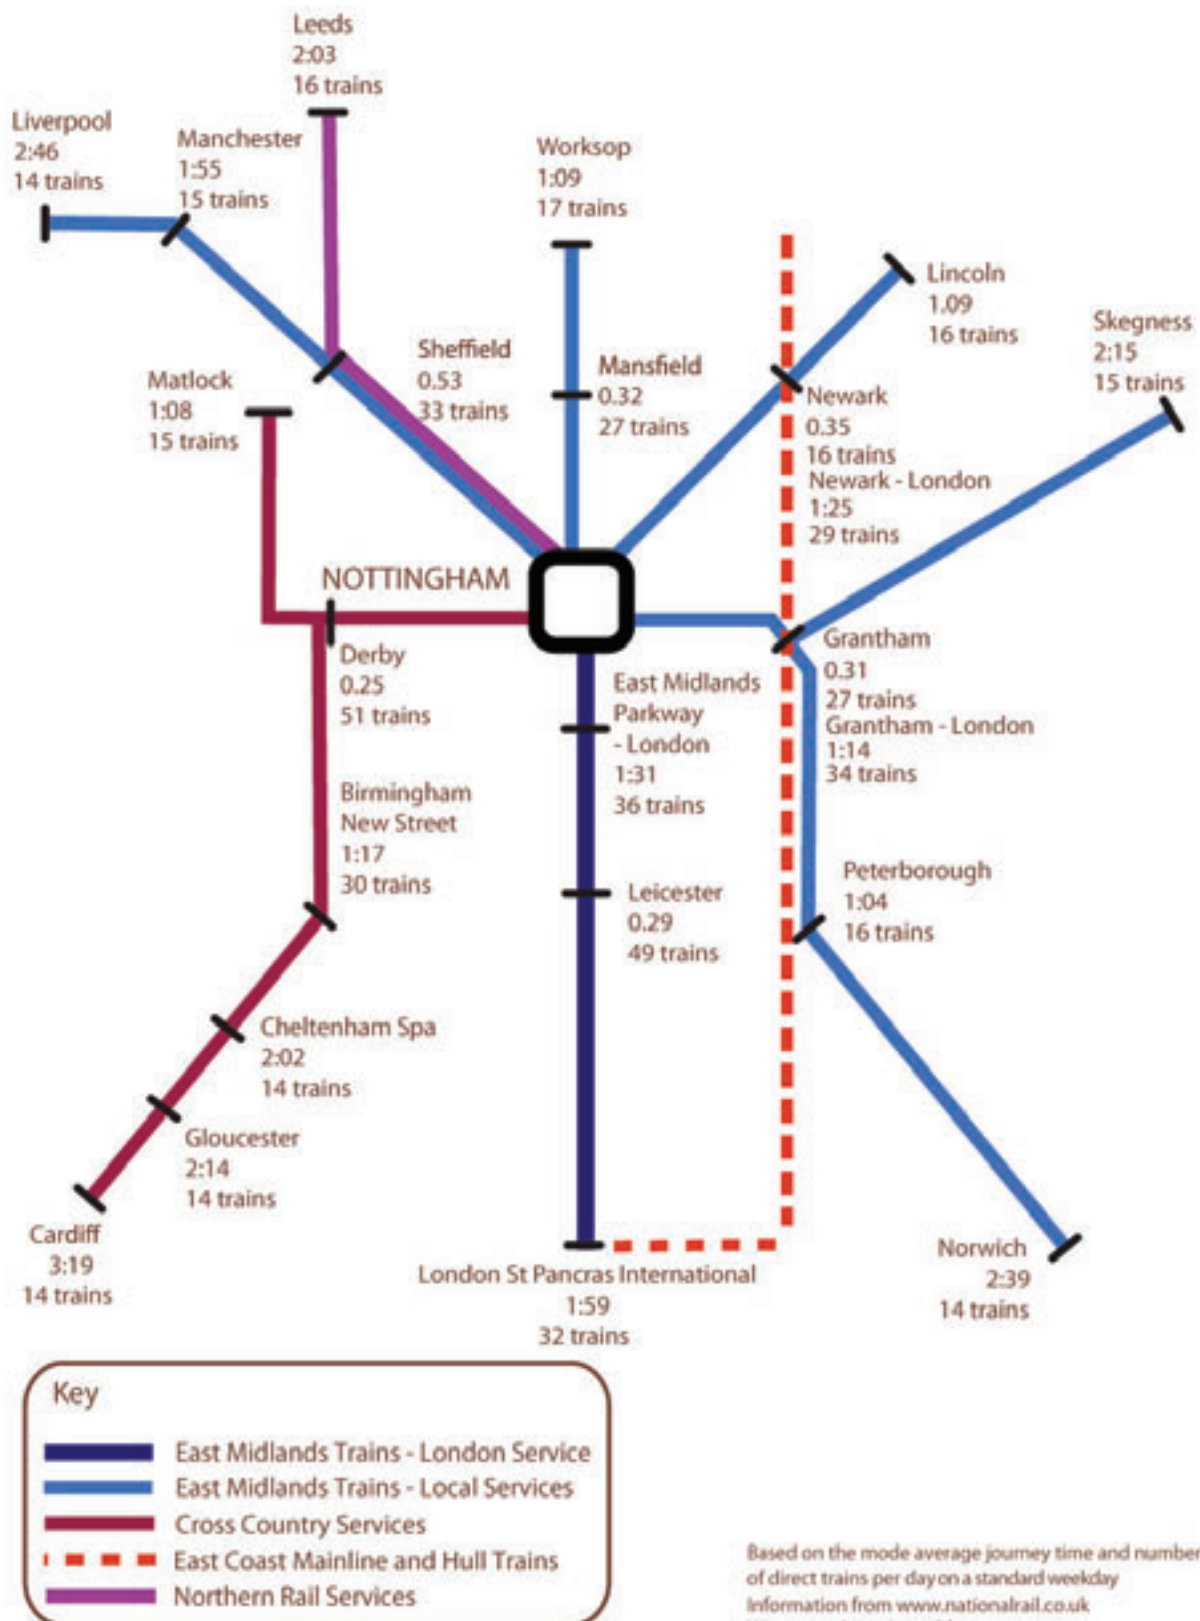 Leeds
2:03
16 trains
Liverpool
2:46
14 trains
Manchester
1:55
15 trains
Worksop
1:09
17 trains
Lincoln
1.09
16 trains
Skegness
2:15
15 trains
Sheffield
0.53
33 trains
Mansfield
0.32
27 trains
Matlock
1:08
15 trains
Newark
0.35
16 trains
Newark - London
1:25
29 trains
NOTTINGHAM
Derby
0.25
51 trains
East Midlands
Parkway
- London
1:31
36 trains
Grantham
0.31
27 trains
Grantham - London
1:14
34 trains
Birmingham
New Street
1:17
30 trains
Leicester
0.29
49 trains
Peterborough
1:04
16 trains
Cheltenham Spa
2:02
14 trains
Gloucester
2:14
14 trains
Cardiff
3:19
14 trains
London St Pancras International
1:59
32 trains
Norwich
2:39
14 trains
Key
East Midlands Trains - London Service
East Midlands Trains - Local Services
Cross Country Services
East Coast Mainline and Hull Trains
Northern Rail Services
Based on the mode average journey time and number
of direct trains per day on a standard weekday
Information from www.nationalrail.co.uk